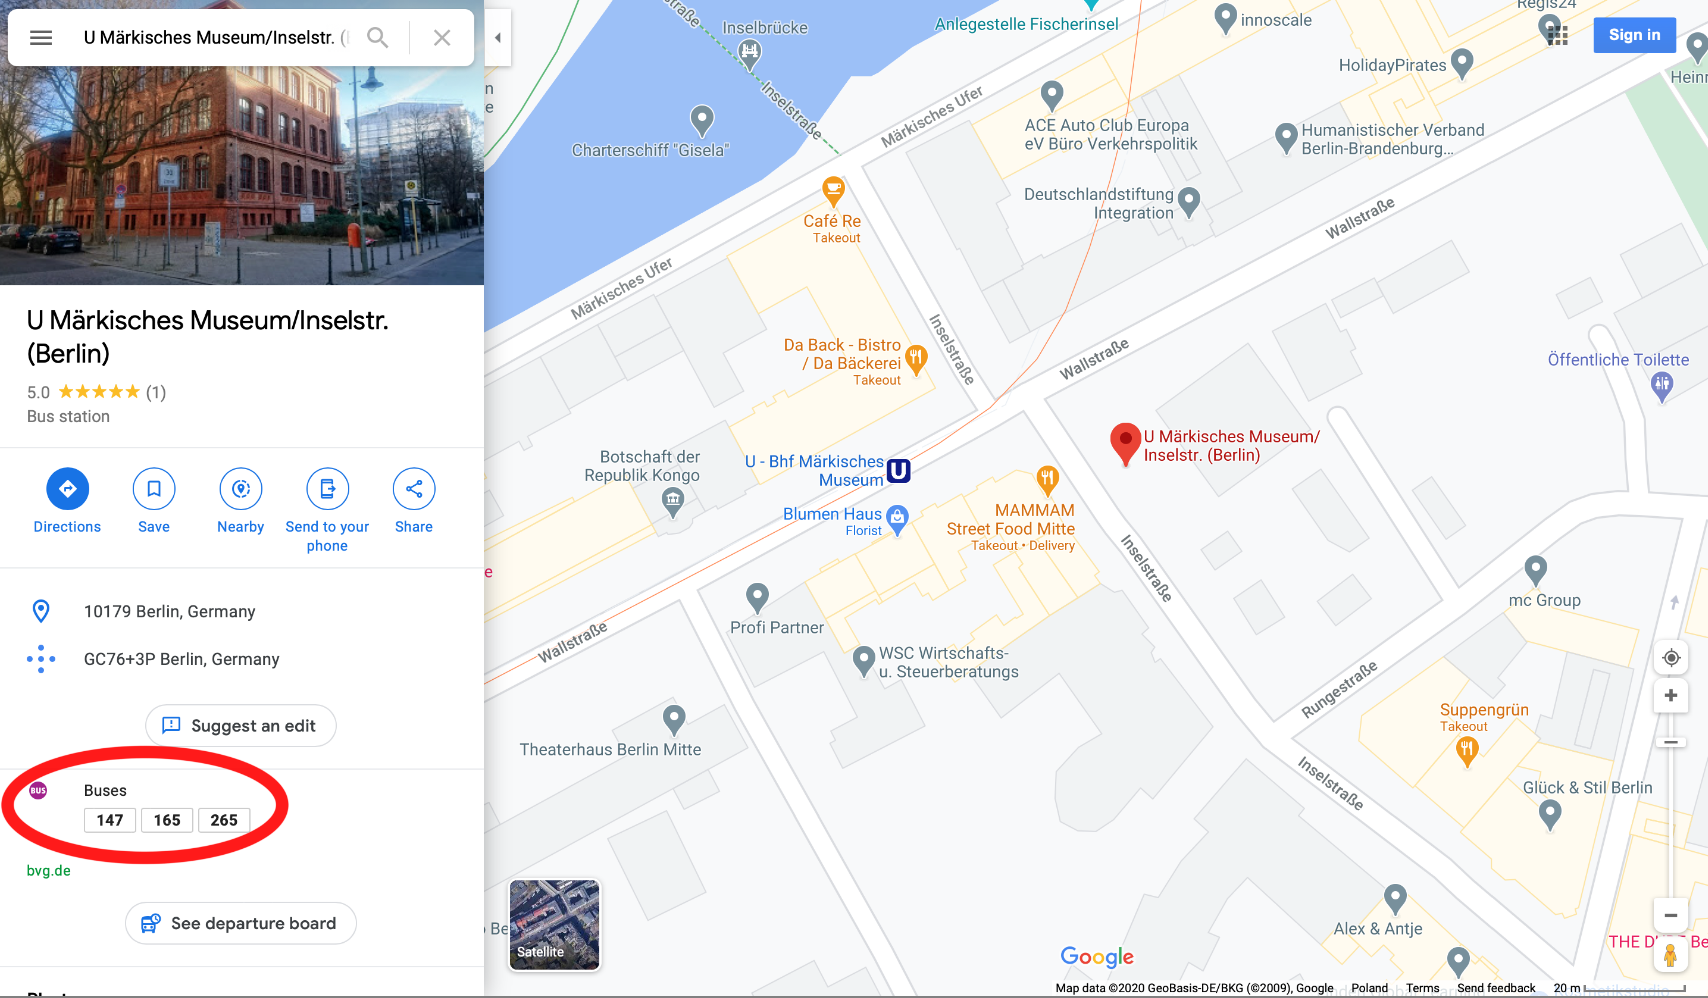 U Märkisches Museum/Inselstr. (
U Märkisches Museum/Inselstr.
(Berlin)
5.0 (1)
Bus station
Directions
Save
Nearby
Send to your
phone
Share
10179 Berlin, Germany
GC76+3P Berlin, Germany
Suggest an edit
BUS
Buses
147 165 265
bvg.de
See departure board
Satellite
Sign in
Inselbrücke
Anlegestelle Fischerinsel
innoscale
Regis24
HolidayPirates
Inselstraße
Märkisches Ufer
Charterschiff "Gisela"
ACE Auto Club Europa
eV Büro Verkehrspolitik
Humanistischer Verband
Berlin-Brandenburg...
Deutschlandstiftung
Integration
Café Re
Takeout
Wallstraße
Märkisches Ufer
Inselstraße
Da Back - Bistro
/ Da Bäckerei
Takeout
Wallstraße
Öffentliche Toilette
U Märkisches Museum/
Inselstr. (Berlin)
Botschaft der
Republik Kongo
U - Bhf Märkisches
Museum
U
Blumen Haus
Florist
MAMMAM
Street Food Mitte
Takeout • Delivery
Inselstraße
mc Group
Profi Partner
Wallstraße
WSC Wirtschafts-
u. Steuerberatungs
Rungestraße
Suppengrün
Takeout
Theaterhaus Berlin Mitte
Inselstraße
Glück & Stil Berlin
Alex & Antje
Google
Map data ©2020 GeoBasis-DE/BKG (©2009), Google Poland Terms Send feedback 20 m